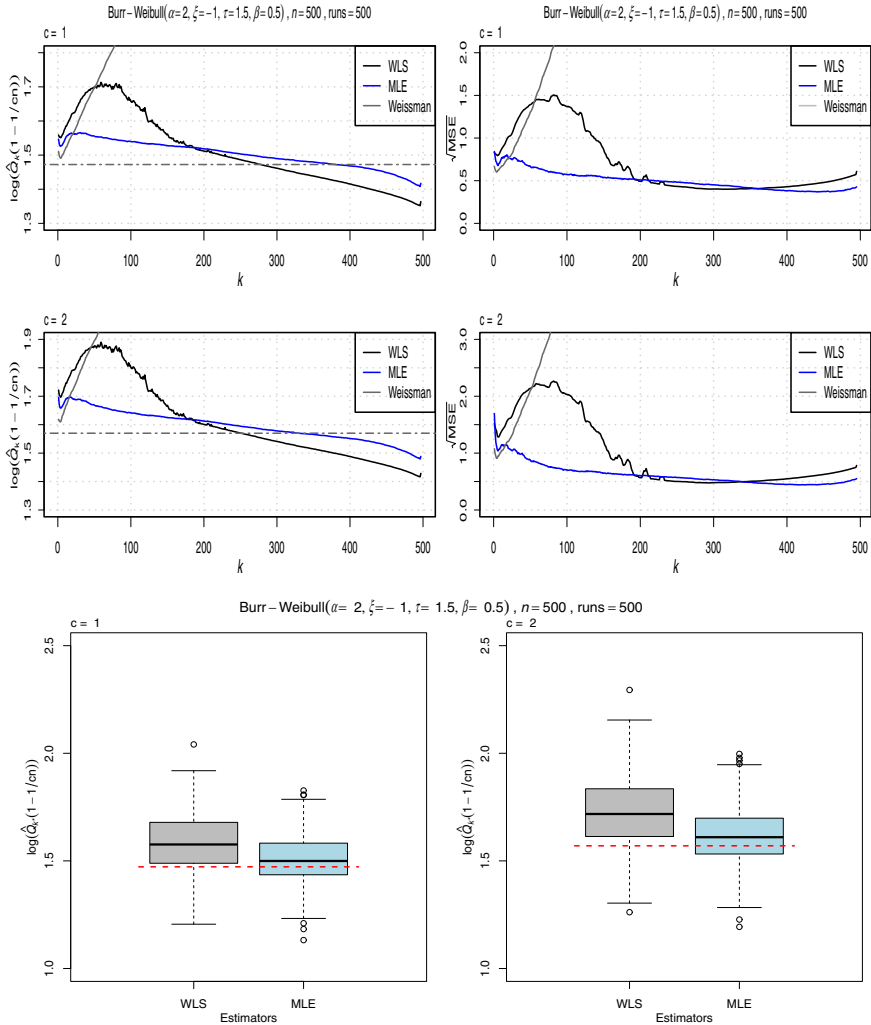 Burr−Weibull(α=2, ξ=−1, τ=1.5, β=0.5) , n=500 , runs=500
c = 1
log(Q̂ₖ(1 − 1/cn))
1.3 1.5 1.7
WLS
MLE
Weissman
0 100 200 300 400 500
k
Burr−Weibull(α=2, ξ=−1, τ=1.5, β=0.5) , n=500 , runs=500
c = 1
√MSE
0.0 0.5 1.0 1.5 2.0
WLS
MLE
Weissman
0 100 200 300 400 500
k
c = 2
log(Q̂ₖ(1 − 1/cn))
1.3 1.5 1.7 1.9
WLS
MLE
Weissman
0 100 200 300 400 500
k
c = 2
√MSE
0.0 1.0 2.0 3.0
WLS
MLE
Weissman
0 100 200 300 400 500
k
Burr−Weibull(α= 2, ξ=− 1, τ= 1.5, β= 0.5) , n=500 , runs=500
c = 1
log(Q̂ₖ*(1 − 1/cn))
1.0 1.5 2.0 2.5
WLS MLE
Estimators
c = 2
log(Q̂ₖ*(1 − 1/cn))
1.0 1.5 2.0 2.5
WLS MLE
Estimators